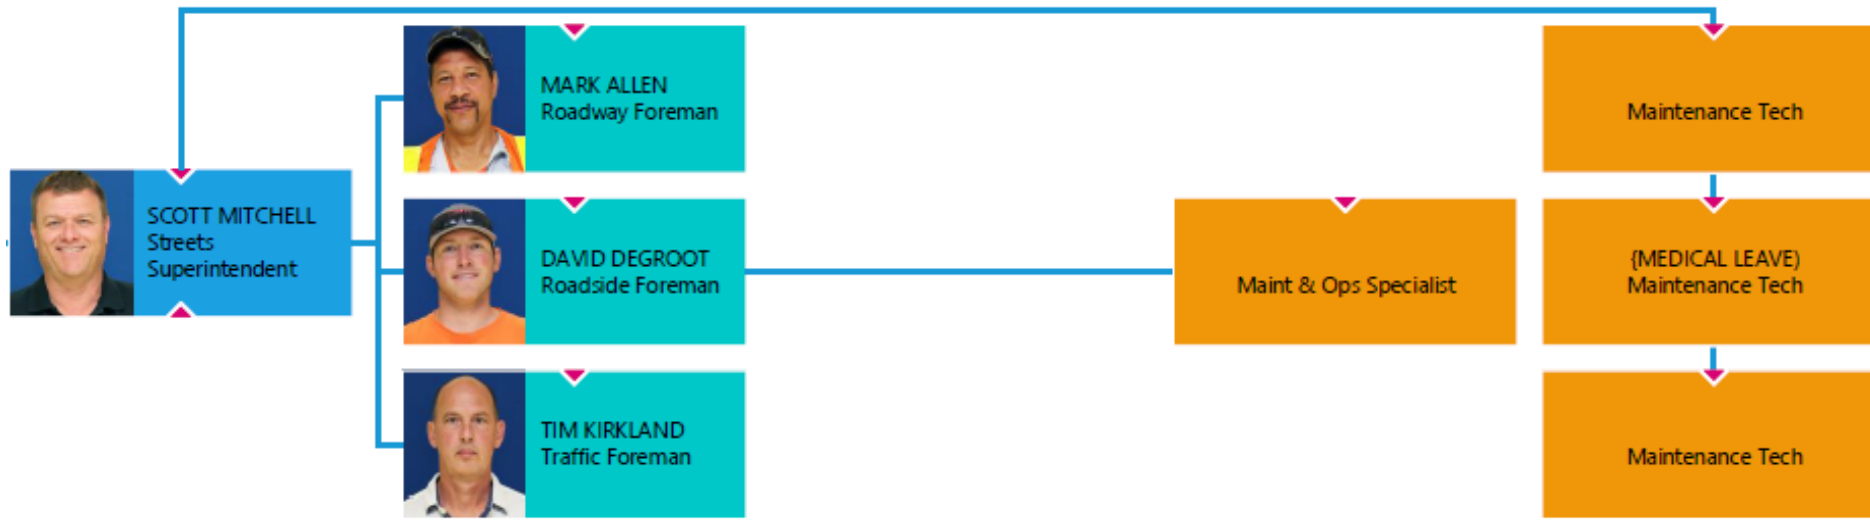 MARK ALLEN
Roadway Foreman
Maintenance Tech
SCOTT MITCHELL
Streets
Superintendent
DAVID DEGROOT
Roadside Foreman
Maint & Ops Specialist
{MEDICAL LEAVE)
Maintenance Tech
TIM KIRKLAND
Traffic Foreman
Maintenance Tech